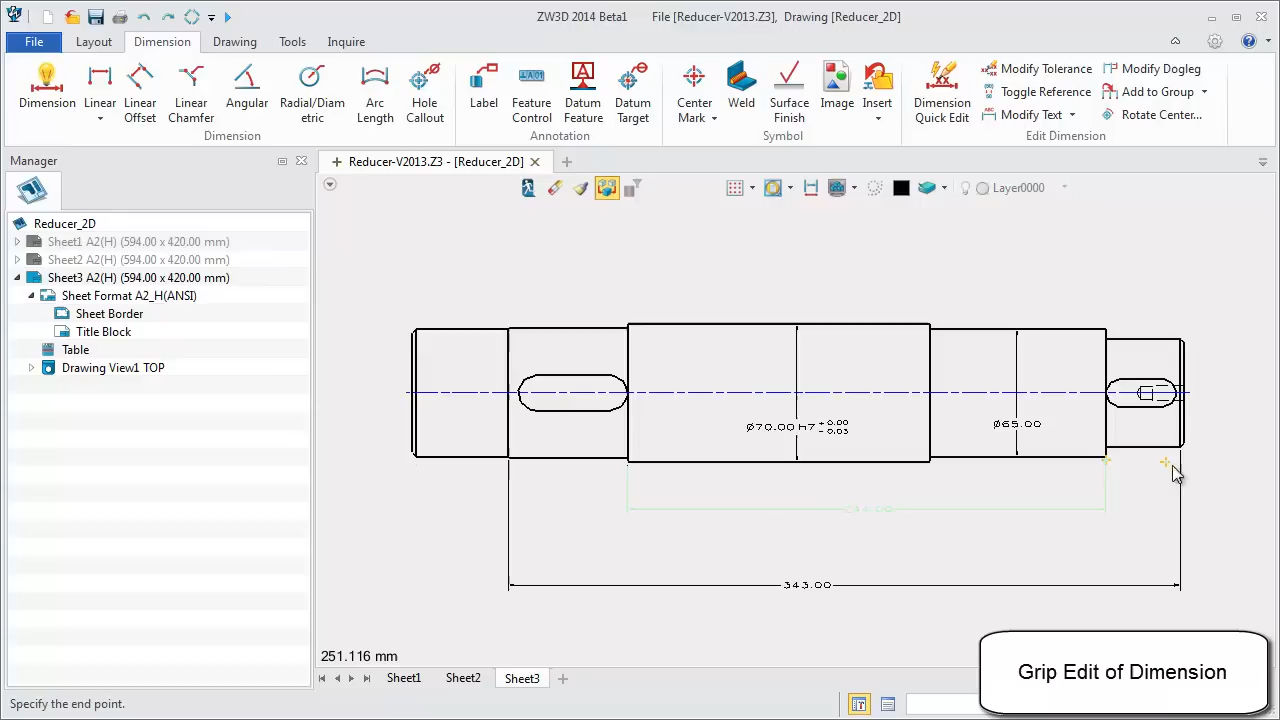 ZW3D 2014 Beta1 File [Reducer-V2013.Z3], Drawing [Reducer_2D]
File Layout Dimension Drawing Tools Inquire
Dimension
Linear
Linear Offset
Linear Chamfer
Angular
Radial/Diam etric
Arc Length
Hole Callout
Label
Feature Control
Datum Feature
Datum Target
Center Mark
Weld
Surface Finish
Image
Insert
Dimension Quick Edit
Modify Tolerance
Toggle Reference
Modify Text
Modify Dogleg
Add to Group
Rotate Center...
Dimension
Annotation
Symbol
Edit Dimension
Manager
Reducer-V2013.Z3 - [Reducer_2D]
Layer0000
Reducer_2D
Sheet1 A2(H) (594.00 x 420.00 mm)
Sheet2 A2(H) (594.00 x 420.00 mm)
Sheet3 A2(H) (594.00 x 420.00 mm)
Sheet Format A2_H(ANSI)
Sheet Border
Title Block
Table
Drawing View1 TOP
Ø70.00 h7 +0.00 -0.03
Ø65.00
343.00
251.116 mm
Sheet1 Sheet2 Sheet3
Grip Edit of Dimension
Specify the end point.